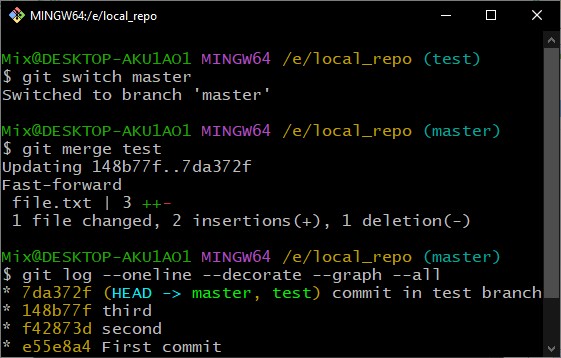 MINGW64:/e/local_repo
Mix@DESKTOP-AKU1AO1 MINGW64 /e/local_repo (test)
$ git switch master
Switched to branch 'master'
Mix@DESKTOP-AKU1AO1 MINGW64 /e/local_repo (master)
$ git merge test
Updating 148b77f..7da372f
Fast-forward
 file.txt | 3 ++-
 1 file changed, 2 insertions(+), 1 deletion(-)
Mix@DESKTOP-AKU1AO1 MINGW64 /e/local_repo (master)
$ git log --oneline --decorate --graph --all
* 7da372f (HEAD -> master, test) commit in test branch
* 148b77f third
* f42873d second
* e55e8a4 First commit